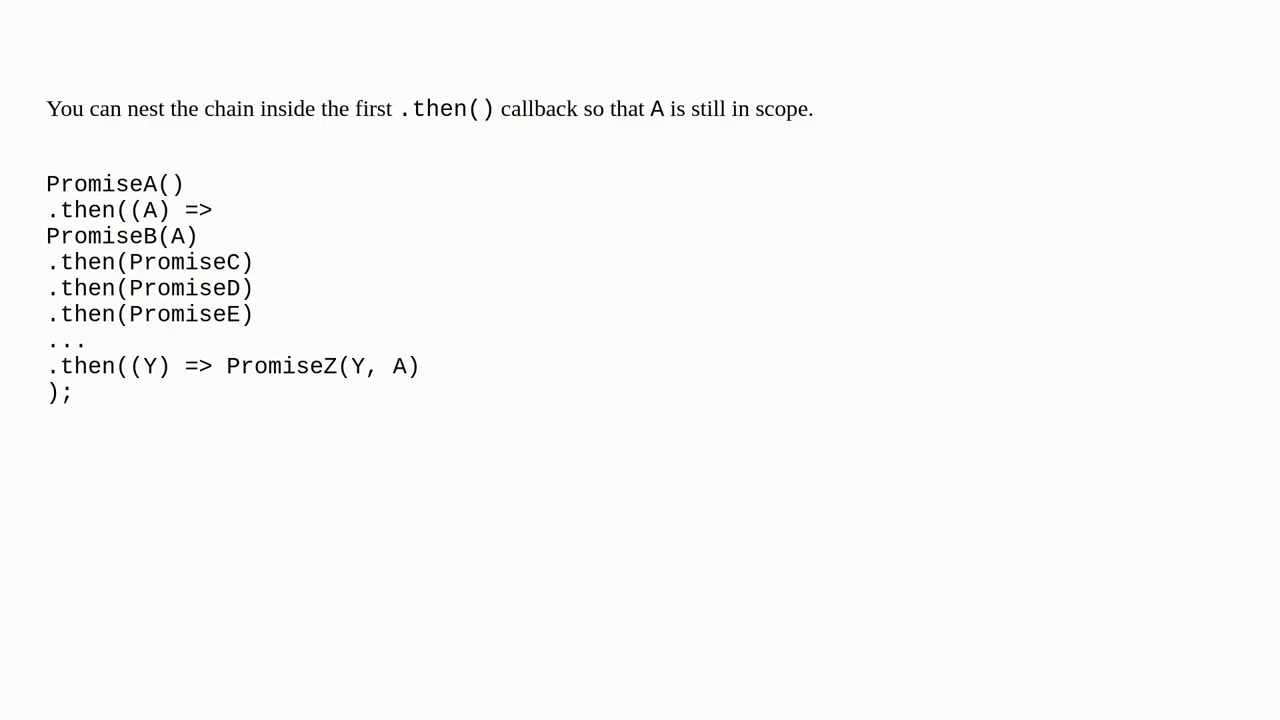 You can nest the chain inside the first .then() callback so that A is still in scope.
PromiseA()
.then((A) =>
PromiseB(A)
.then(PromiseC)
.then(PromiseD)
.then(PromiseE)
...
.then((Y) => PromiseZ(Y, A)
);